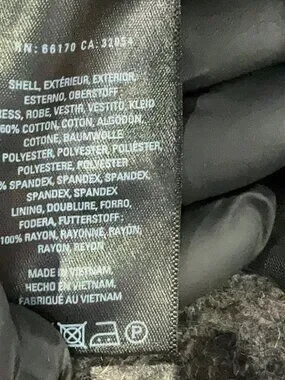 RN: 66170 CA: 32054
SHELL, EXTÉRIEUR, EXTERIOR,
ESTERNO, OBERSTOFF
ESS, ROBE, VESTIR, VESTITO, KLEID
60% COTTON, COTON, ALGODÓN,
COTONE, BAUMWOLLE
POLYESTER, POLYESTER, POLIÉSTER,
POLYESTERE, POLYESTER
% SPANDEX, SPANDEX, SPANDEX,
SPANDEX, SPANDEX
LINING, DOUBLURE, FORRO,
FODERA, FUTTERSTOFF:
100% RAYON, RAYONNE, RAYÓN,
RAYON, REYON
MADE IN VIETNAM,
HECHO EN VIETNAM,
FABRIQUÉ AU VIETNAM
P